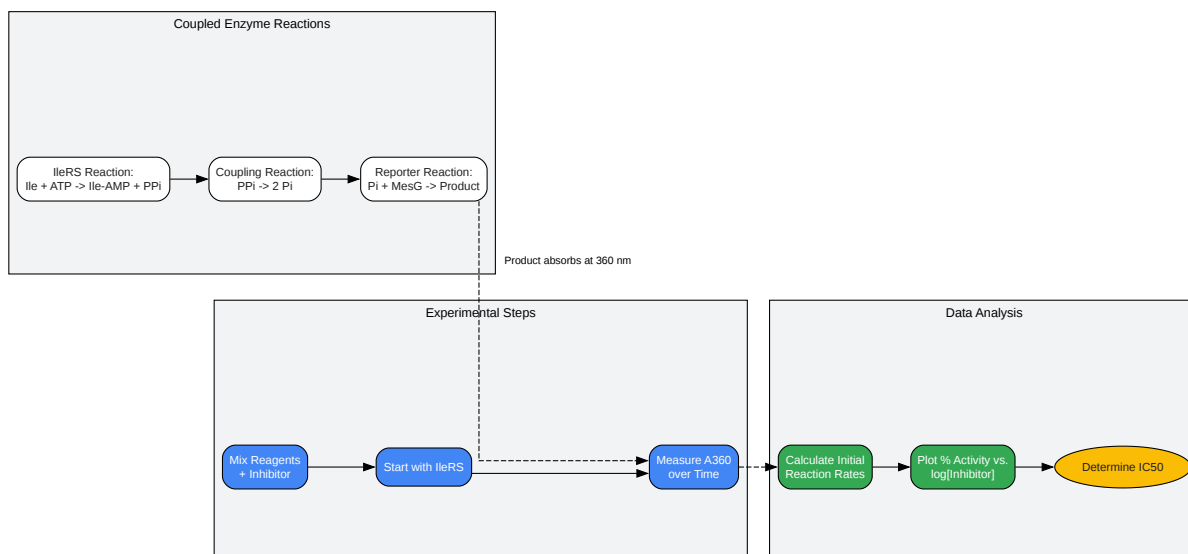 Coupled Enzyme Reactions
IleRS Reaction:
Ile + ATP -> Ile-AMP + PPi
Coupling Reaction:
PPi -> 2 Pi
Reporter Reaction:
Pi + MesG -> Product
Product absorbs at 360 nm
Experimental Steps
Mix Reagents
+ Inhibitor
Start with IleRS
Measure A360
over Time
Data Analysis
Calculate Initial
Reaction Rates
Plot % Activity vs.
log[Inhibitor]
Determine IC50